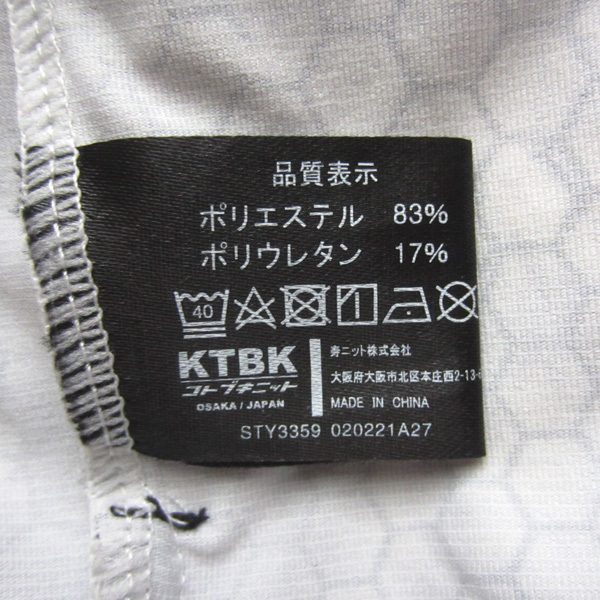 品質表示
ポリエステル 83%
ポリウレタン 17%
40
KTBK
コトブキニット
OSAKA / JAPAN
寿ニット株式会社
大阪府大阪市北区本庄西2-13-
MADE IN CHINA
STY3359 020221A27